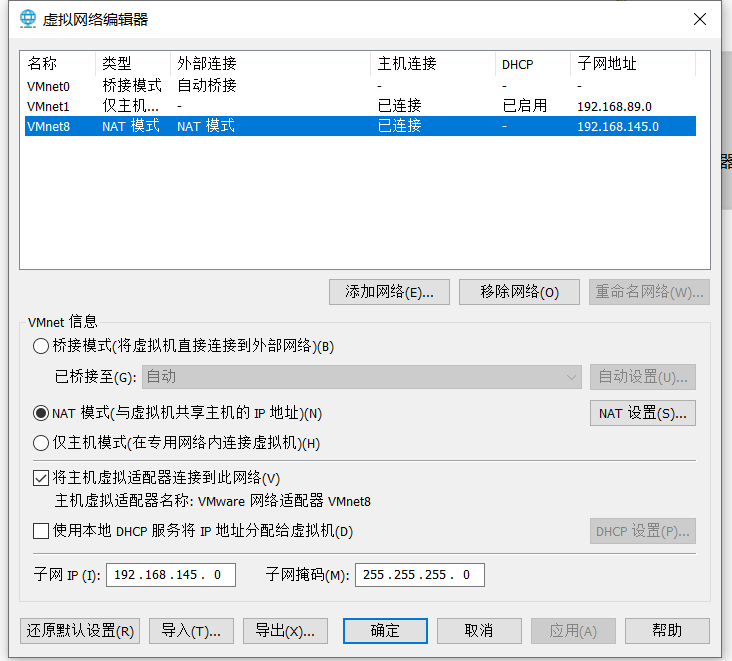 虚拟网络编辑器
名称 类型 外部连接 主机连接 DHCP 子网地址
VMnet0 桥接模式 自动桥接 - - -
VMnet1 仅主机... - 已连接 已启用 192.168.89.0
VMnet8 NAT 模式 NAT 模式 已连接 - 192.168.145.0
器
添加网络(E)... 移除网络(O) 重命名网络(W)...
VMnet 信息
桥接模式(将虚拟机直接连接到外部网络)(B)
已桥接至(G): 自动 自动设置(U)...
NAT 模式(与虚拟机共享主机的 IP 地址)(N) NAT 设置(S)...
仅主机模式(在专用网络内连接虚拟机)(H)
将主机虚拟适配器连接到此网络(V)
主机虚拟适配器名称: VMware 网络适配器 VMnet8
使用本地 DHCP 服务将 IP 地址分配给虚拟机(D) DHCP 设置(P)...
子网 IP (I): 192.168.145. 0 子网掩码(M): 255.255.255. 0
还原默认设置(R) 导入(T)... 导出(X)... 确定 取消 应用(A) 帮助